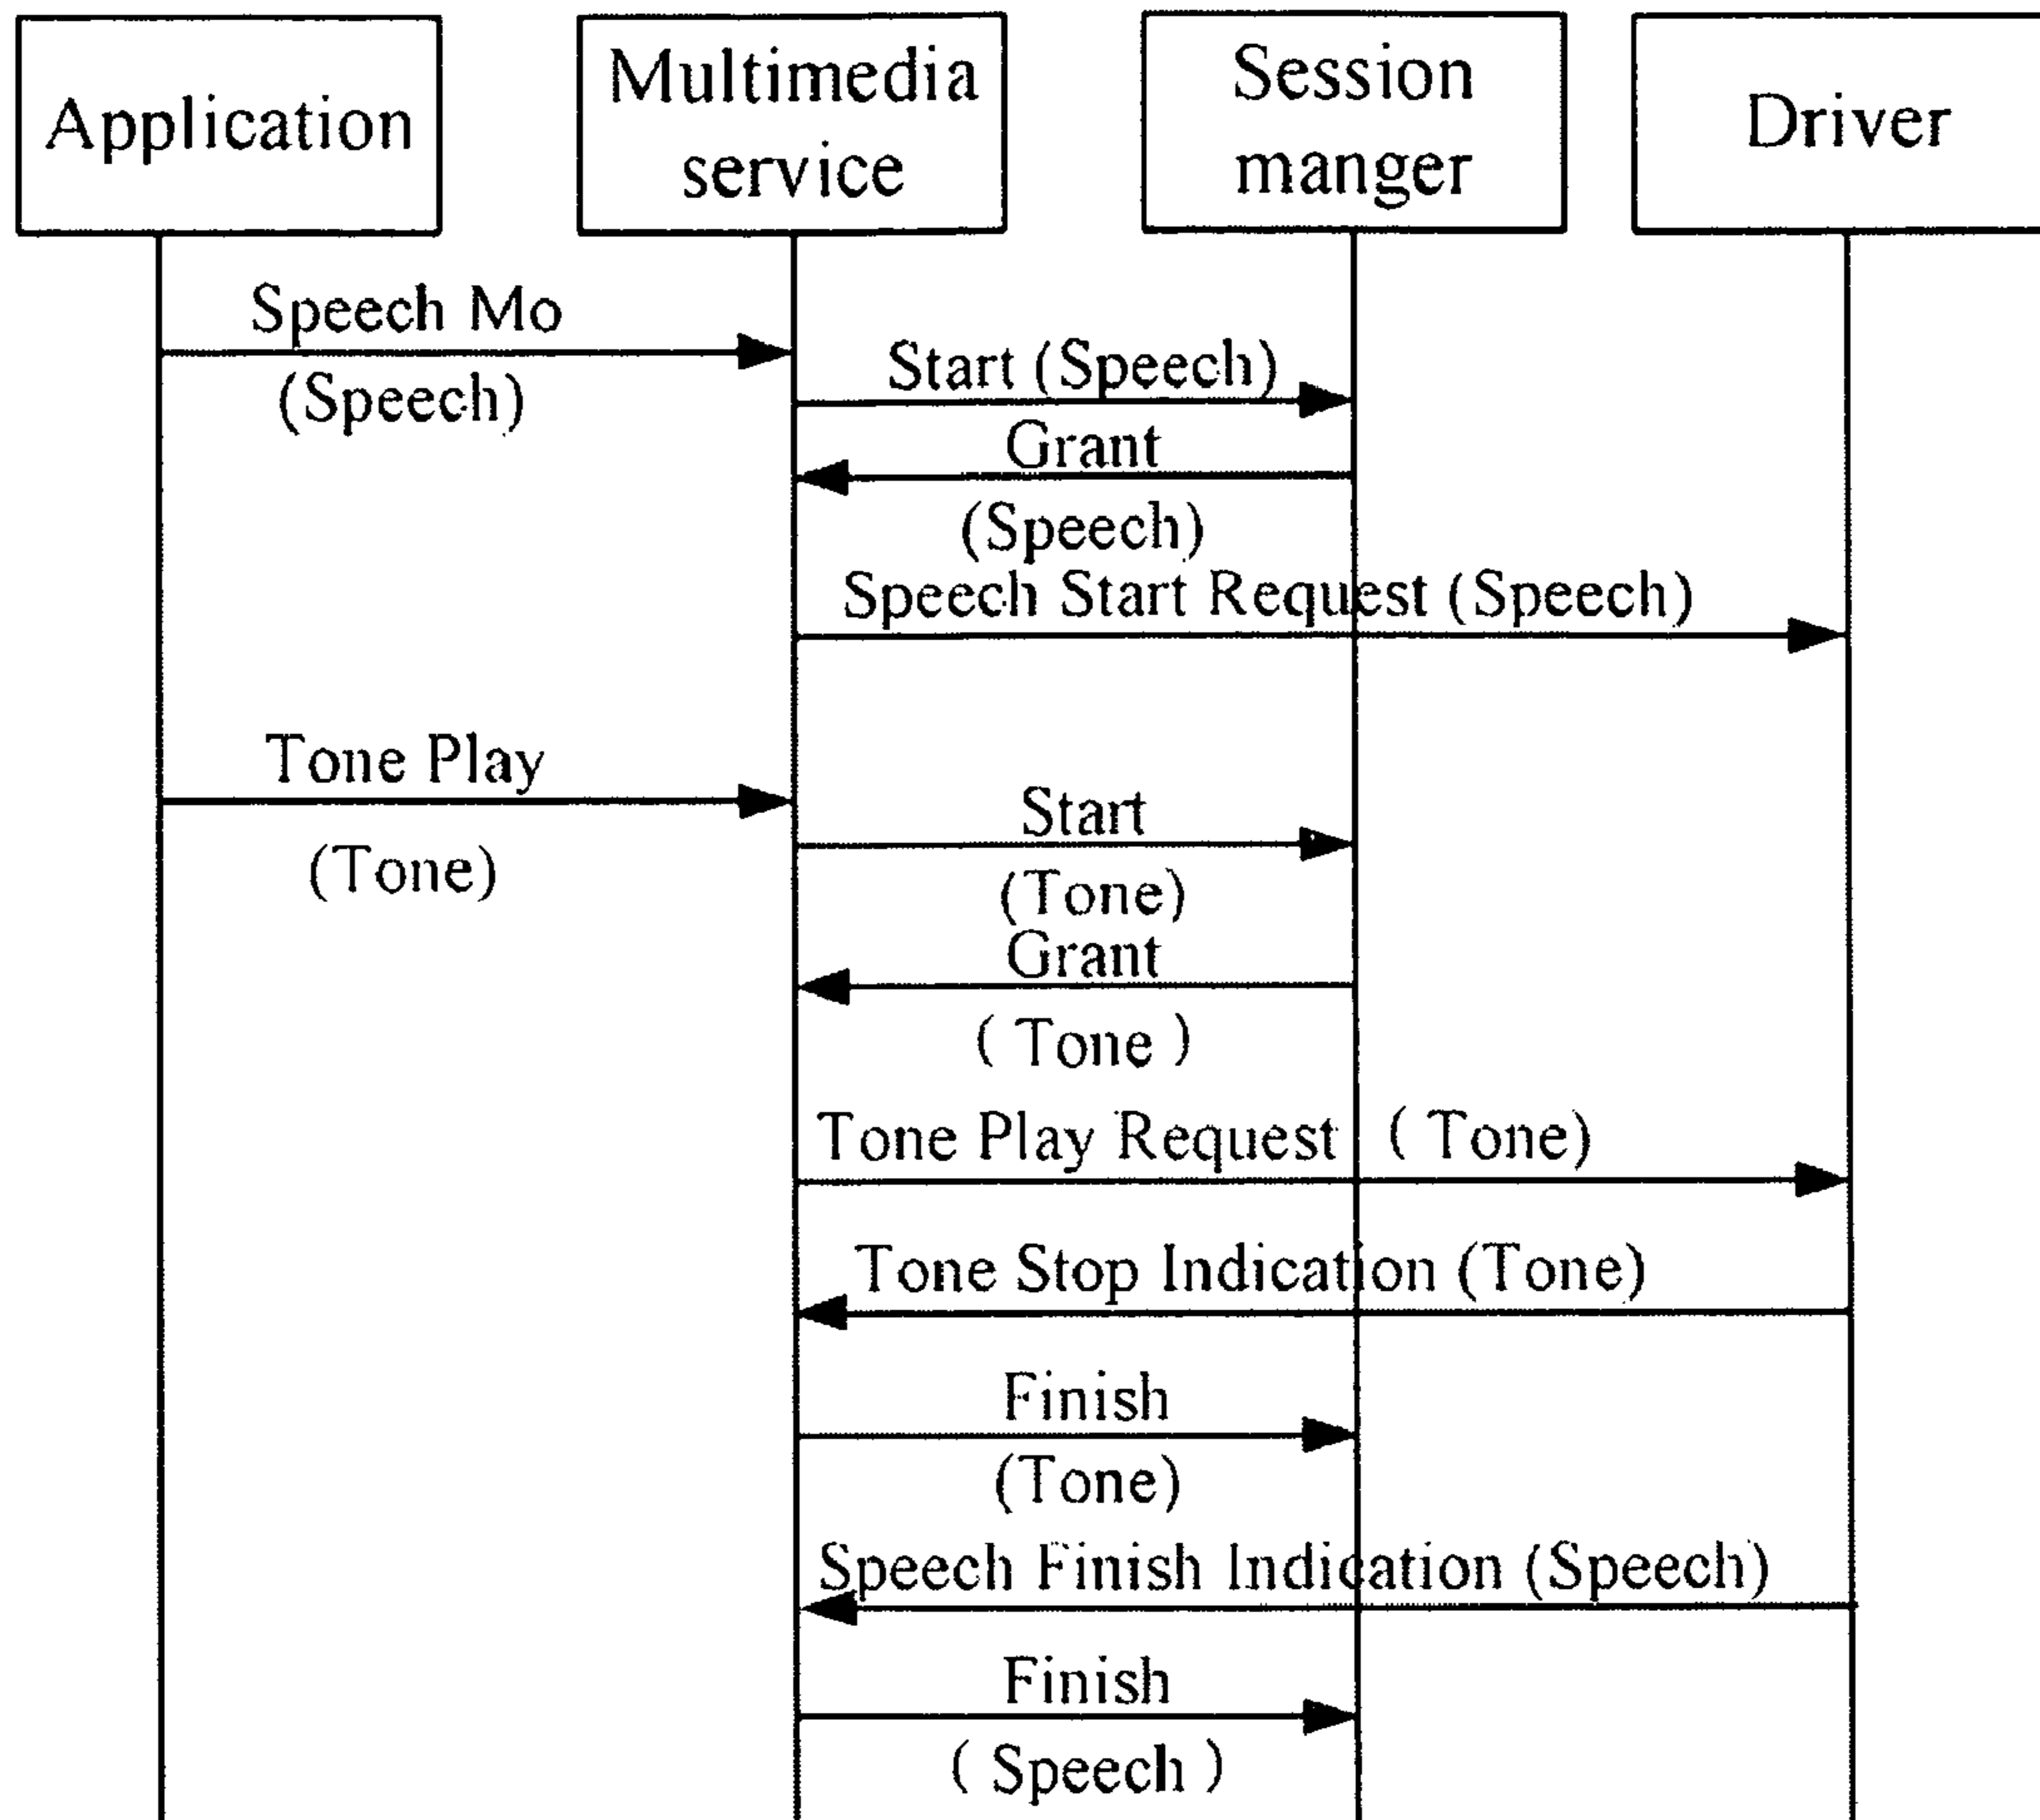 Application
Multimedia
service
Session
manger
Driver
Speech Mo
(Speech)
Start (Speech)
Grant
(Speech)
Speech Start Request (Speech)
Tone Play
(Tone)
Start
(Tone)
Grant
( Tone )
Tone Play Request ( Tone)
Tone Stop Indication (Tone)
Finish
(Tone)
Speech Finish Indication (Speech)
Finish
( Speech )